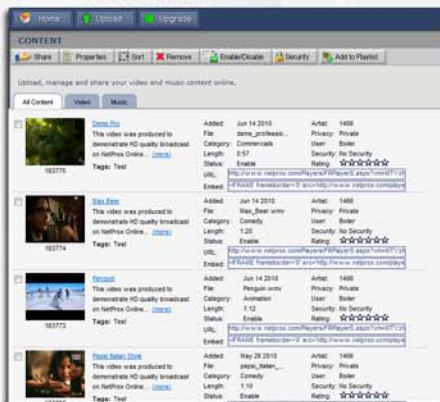 Home Upload Upgrade
CONTENT
Share Properties Sort Remove Enable/Disable Security Add to Playlist
Upload, manage and share your video and music content online.
All Content Video Music
Demo Pro
This video was produced to
demonstrate HD quality broadcast
on NetProx Online... (more)
Tags: Test
163775
Added: Jun 14 2010
File: demo_professio...
Category: Commercials
Length: 0:57
Status: Enable
URL:
Embed:
Artist: 1466
Privacy: Private
User: Boiler
Security: No Security
Rating:
Max Beer
This video was produced to
demonstrate HD quality broadcast
on NetProx Online... (more)
Tags: Test
163774
Added: Jun 14 2010
File: Max_Beer.wmv
Category: Comedy
Length: 1:20
Status: Enable
URL:
Embed:
Artist: 1466
Privacy: Private
User: Boiler
Security: No Security
Rating:
Penguin
This video was produced to
demonstrate HD quality broadcast
on NetProx Online... (more)
Tags: Test
163773
Added: Jun 14 2010
File: Penguin.wmv
Category: Animation
Length: 1:12
Status: Enable
URL:
Embed:
Artist: 1466
Privacy: Private
User: Boiler
Security: No Security
Rating:
Pepsi Italian Style
This video was produced to
demonstrate HD quality broadcast
on NetProx Online... (more)
Tags: Test
Added: May 28 2010
File: pepsi_italian_...
Category: Comedy
Length: 1:10
Status: Enable
Artist: 1466
Privacy: Private
User: Boiler
Security: No Security
Rating: